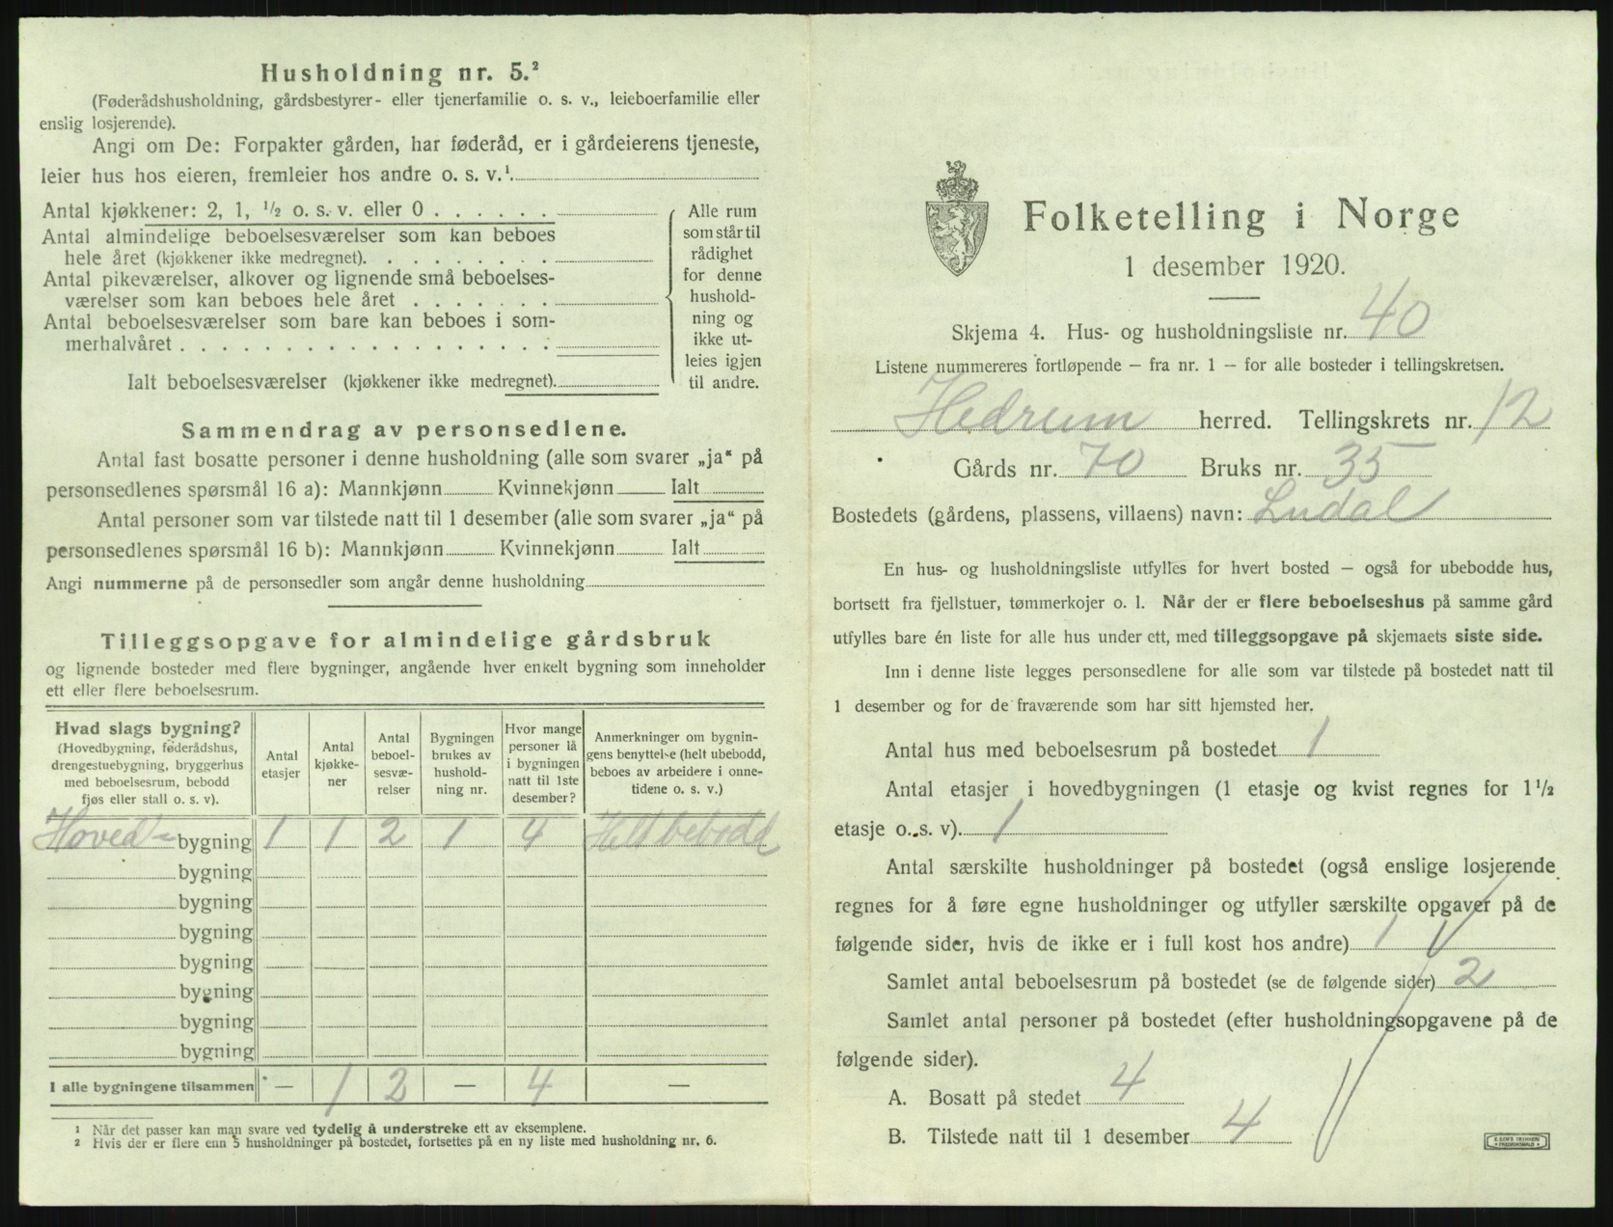 Husholdning nr. 5.²
(Føderådshusholdning, gårdsbestyrer- eller tjenerfamilie o. s. v., leieboerfamilie eller
enslig losjerende).
Angi om De: Forpakter gården, har føderåd, er i gårdeierens tjeneste,
leier hus hos eieren, fremleier hos andre o. s. v.¹
Antal kjøkkener: 2, 1, ½ o. s. v. eller 0 . . . . . .
Antal almindelige beboelsesværelser som kan beboes
hele året (kjøkkener ikke medregnet). . . . . . . . .
Antal pikeværelser, alkover og lignende små beboelses-
værelser som kan beboes hele året . . . . . . .
Antal beboelsesværelser som bare kan beboes i som-
merhalvåret . . . . . . . . . . . . . . . . . .
Ialt beboelsesværelser (kjøkkener ikke medregnet).
Alle rum
som står til
rådighet
for denne
hushold-
ning og
ikke ut-
leies igjen
til andre.
Sammendrag av personsedlene.
Antal fast bosatte personer i denne husholdning (alle som svarer „ja“ på
personsedlenes spørsmål 16 a): Mannkjønn Kvinnekjønn Ialt
Antal personer som var tilstede natt til 1 desember (alle som svarer „ja“ på
personsedlenes spørsmål 16 b): Mannkjønn Kvinnekjønn Ialt
Angi nummerne på de personsedler som angår denne husholdning
Tilleggsopgave for almindelige gårdsbruk
og lignende bosteder med flere bygninger, angående hver enkelt bygning som inneholder
ett eller flere beboelsesrum.
Hvad slags bygning?
(Hovedbygning, føderådshus,
drengestuebygning, bryggerhus
med beboelsesrum, bebodd
fjøs eller stall o. s. v).
Antal
etasjer
Antal
kjøkke-
ner
Antal
beboel-
sesvæ-
relser
Bygningen
brukes av
hushold-
ning nr.
Hvor mange
personer lå
i bygningen
natt til 1ste
desember?
Anmerkninger om bygnin-
gens benyttelse (helt ubebodd,
beboes av arbeidere i onne-
tidene o. s. v.)
Hoved- bygning 1 1 2 1 4 Helt bebodd
bygning
bygning
bygning
bygning
bygning
bygning
bygning
I alle bygningene tilsammen — 1 2 — 4 —
¹ Når det passer kan man svare ved tydelig å understreke ett av eksemplene.
² Hvis der er flere enn 5 husholdninger på bostedet, fortsettes på en ny liste med husholdning nr. 6.
Folketelling i Norge
1 desember 1920.
Skjema 4. Hus- og husholdningsliste nr. 40
Listene nummereres fortløpende — fra nr. 1 — for alle bosteder i tellingskretsen.
Hedrum herred. Tellingskrets nr. 12
Gårds nr. 70 Bruks nr. 35
Bostedets (gårdens, plassens, villaens) navn: Ludal
En hus- og husholdningsliste utfylles for hvert bosted — også for ubebodde hus,
bortsett fra fjellstuer, tømmerkojer o. l. Når der er flere beboelseshus på samme gård
utfylles bare én liste for alle hus under ett, med tilleggsopgave på skjemaets siste side.
Inn i denne liste legges personsedlene for alle som var tilstede på bostedet natt til
1 desember og for de fraværende som har sitt hjemsted her.
Antal hus med beboelsesrum på bostedet 1
Antal etasjer i hovedbygningen (1 etasje og kvist regnes for 1½
etasje o. s. v). 1
Antal særskilte husholdninger på bostedet (også enslige losjerende
regnes for å føre egne husholdninger og utfyller særskilte opgaver på de
følgende sider, hvis de ikke er i full kost hos andre) 1
Samlet antal beboelsesrum på bostedet (se de følgende sider) 2
Samlet antal personer på bostedet (efter husholdningsopgavene på de
følgende sider).
A. Bosatt på stedet 4
B. Tilstede natt til 1 desember 4